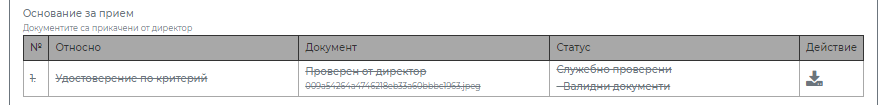 Основание за прием
Документите са прикачени от директор
№ Относно Документ Статус Действие
1. Удостоверение по критерий Проверен от директор Служебно проверени
009a54264a4746218eb33a60bbbc1963.jpeg - Валидни документи